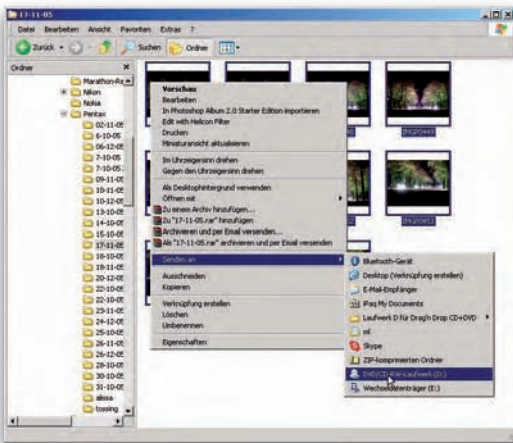 17-11-05
Datei Bearbeiten Ansicht Favoriten Extras ?
Zurück Suchen Ordner
Ordner
Marathon-Ra
Nikon
Nokia
Pentax
02-11-05
6-10-05
06-12-05
7-10-05
7-10-05
09-11-05
10-11-05
10-12-05
13-10-05
14-10-05
15-10-05
17-11-05
18-10-05
19-11-05
20-10-05
20-12-05
22-10-05
22-12-05
23-11-05
24-12-05
25-10-05
26-11-05
26-12-05
28-10-05
30-10-05
31-10-05
alissa
tossing
Vorschau
Bearbeiten
In Photoshop Album 2.0 Starter Edition importieren
Edit with Helicon Filter
Drucken
Miniaturansicht aktualisieren
Im Uhrzeigersinn drehen
Gegen den Uhrzeigersinn drehen
Als Desktophintergrund verwenden
Öffnen mit
Zu einem Archiv hinzufügen...
Zu "17-11-05.rar" hinzufügen
Archivieren und per Email versenden...
Als "17-11-05.rar" archivieren und per Email versenden
Senden an
Ausschneiden
Kopieren
Verknüpfung erstellen
Löschen
Umbenennen
Eigenschaften
Bluetooth-Gerät
Desktop (Verknüpfung erstellen)
E-Mail-Empfänger
iPaq My Documents
Laufwerk D für Drag'n Drop CD+DVD
ml
Skype
ZIP-komprimierten Ordner
DVD/CD-RW-Laufwerk (D:)
Wechseldatenträger (E:)